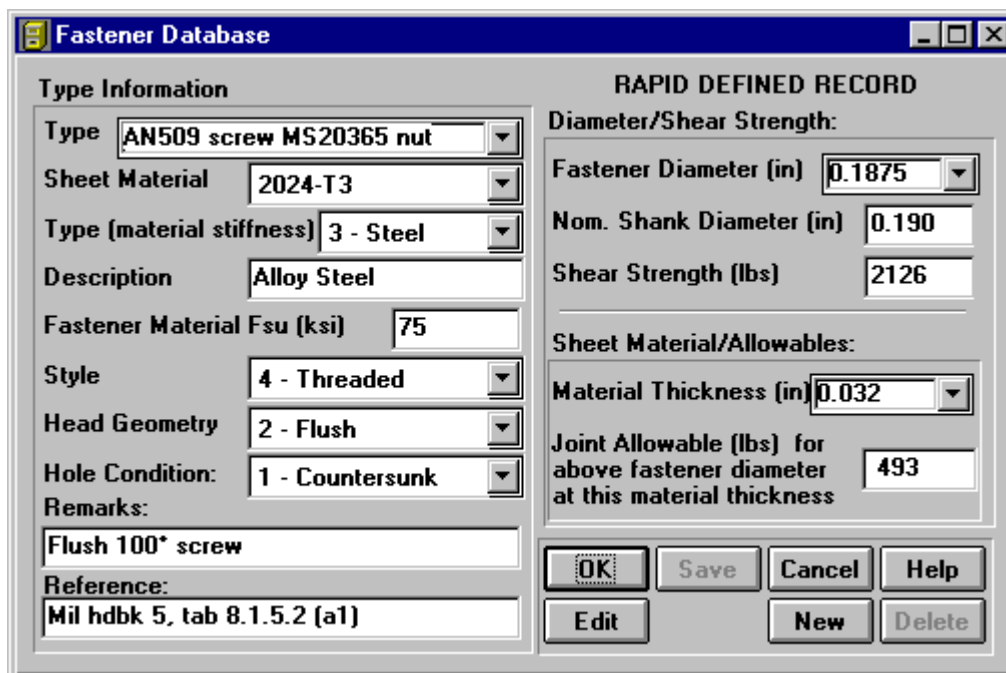 Fastener Database
Type Information
Type AN509 screw MS20365 nut
Sheet Material 2024-T3
Type (material stiffness) 3 - Steel
Description Alloy Steel
Fastener Material Fsu (ksi) 75
Style 4 - Threaded
Head Geometry 2 - Flush
Hole Condition: 1 - Countersunk
Remarks:
Flush 100* screw
Reference:
Mil hdbk 5, tab 8.1.5.2 (a1)
RAPID DEFINED RECORD
Diameter/Shear Strength:
Fastener Diameter (in) 0.1875
Nom. Shank Diameter (in) 0.190
Shear Strength (lbs) 2126
Sheet Material/Allowables:
Material Thickness (in) 0.032
Joint Allowable (lbs) for
above fastener diameter 493
at this material thickness
OK Save Cancel Help
Edit New Delete